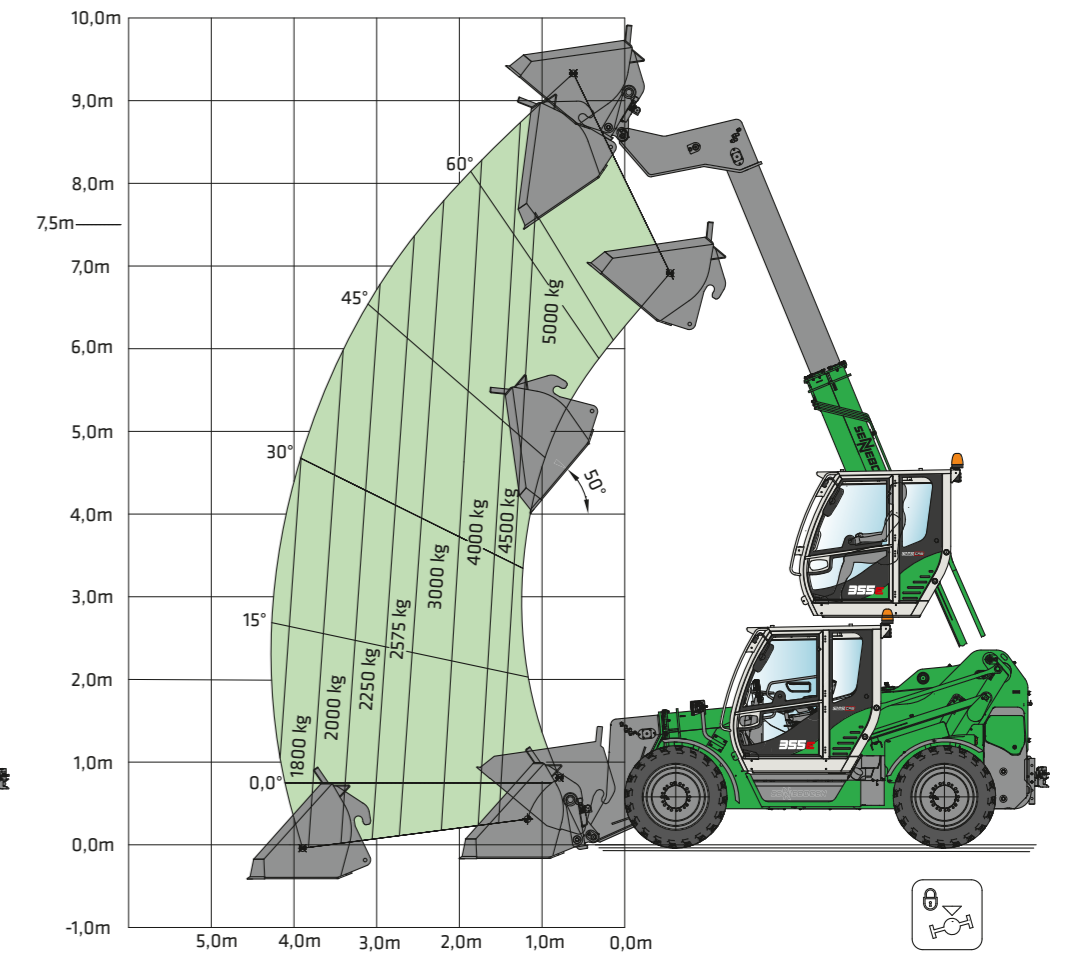 10,0m
9,0m
8,0m
7,5m
7,0m
6,0m
5,0m
4,0m
3,0m
2,0m
1,0m
0,0m
-1,0m
5,0m
4,0m
3,0m
2,0m
1,0m
0,0m
60°
45°
30°
15°
0,0°
50°
1800 kg
2000 kg
2250 kg
2575 kg
3000 kg
4000 kg
4500 kg
5000 kg
355E
355E